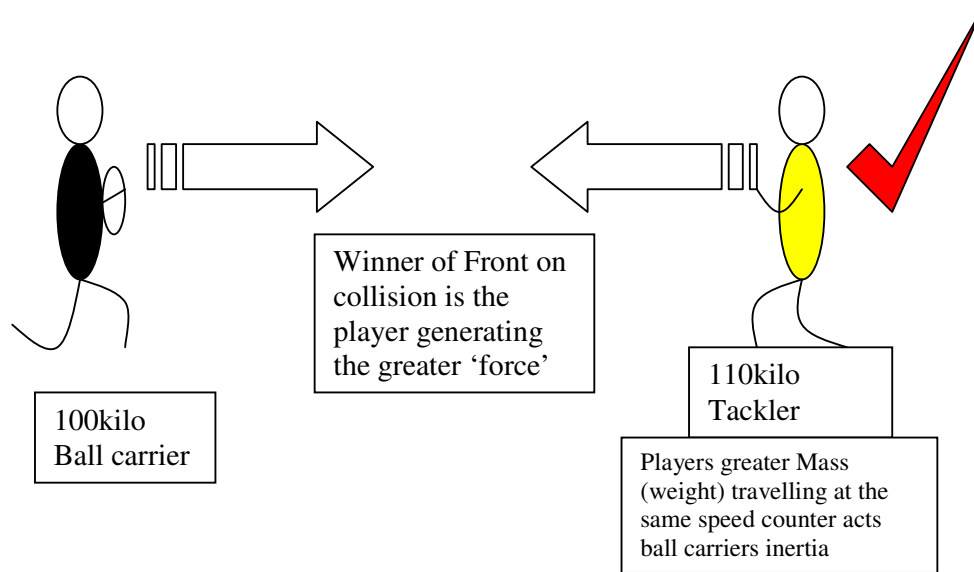 Winner of Front on
collision is the
player generating
the greater ‘force’
100kilo
Ball carrier
110kilo
Tackler
Players greater Mass
(weight) travelling at the
same speed counter acts
ball carriers inertia